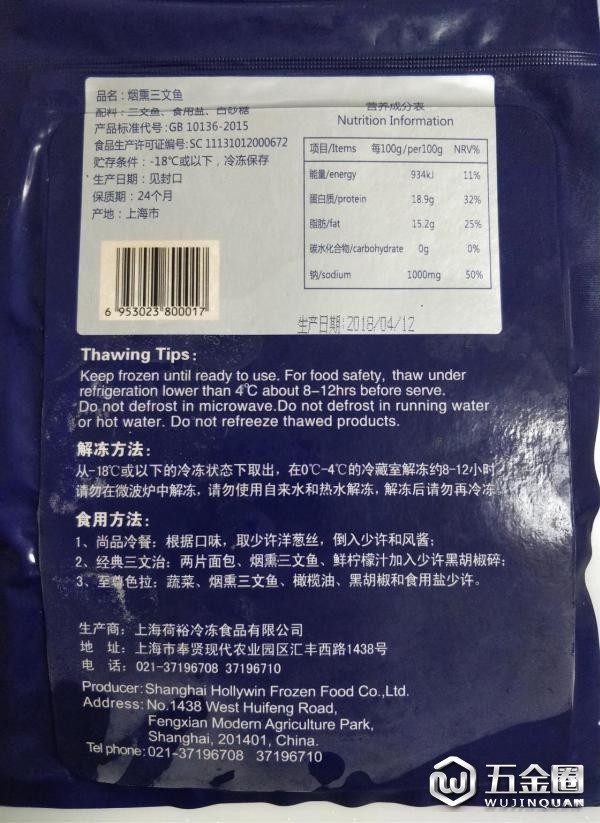 品名：烟熏三文鱼
配料：三文鱼、食用盐、白砂糖
产品标准代号：GB 10136-2015
食品生产许可证编号：SC 11131012000672
贮存条件：-18℃或以下，冷冻保存
生产日期：见封口
保质期：24个月
产地：上海市
6 953023 800017
营养成分表
Nutrition Information
项目/Items 每100g/per100g NRV%
能量/energy 934kJ 11%
蛋白质/protein 18.9g 32%
脂肪/fat 15.2g 25%
碳水化合物/carbohydrate 0g 0%
钠/sodium 1000mg 50%
生产日期:2018/04/12
Thawing Tips：
Keep frozen until ready to use. For food safety, thaw under
refrigeration lower than 4℃ about 8–12hrs before serve.
Do not defrost in microwave.Do not defrost in running water
or hot water. Do not refreeze thawed products.
解冻方法：
从-18℃或以下的冷冻状态下取出，在0℃-4℃的冷藏室解冻约8-12小时
请勿在微波炉中解冻，请勿使用自来水和热水解冻，解冻后请勿再冷冻
食用方法：
1、尚品冷餐：根据口味，取少许洋葱丝，倒入少许和风酱；
2、经典三文治：两片面包、烟熏三文鱼、鲜柠檬汁加入少许黑胡椒碎；
3、至尊色拉：蔬菜、烟熏三文鱼、橄榄油、黑胡椒和食用盐少许。
生产商：上海荷裕冷冻食品有限公司
地 址：上海市奉贤现代农业园区汇丰西路1438号
电 话：021-37196708 37196710
Producer:Shanghai Hollywin Frozen Food Co.,Ltd.
Address: No.1438 West Huifeng Road,
Fengxian Modern Agriculture Park,
Shanghai, 201401, China.
Tel phone:021-37196708 37196710
五金圈
WUJINQUAN